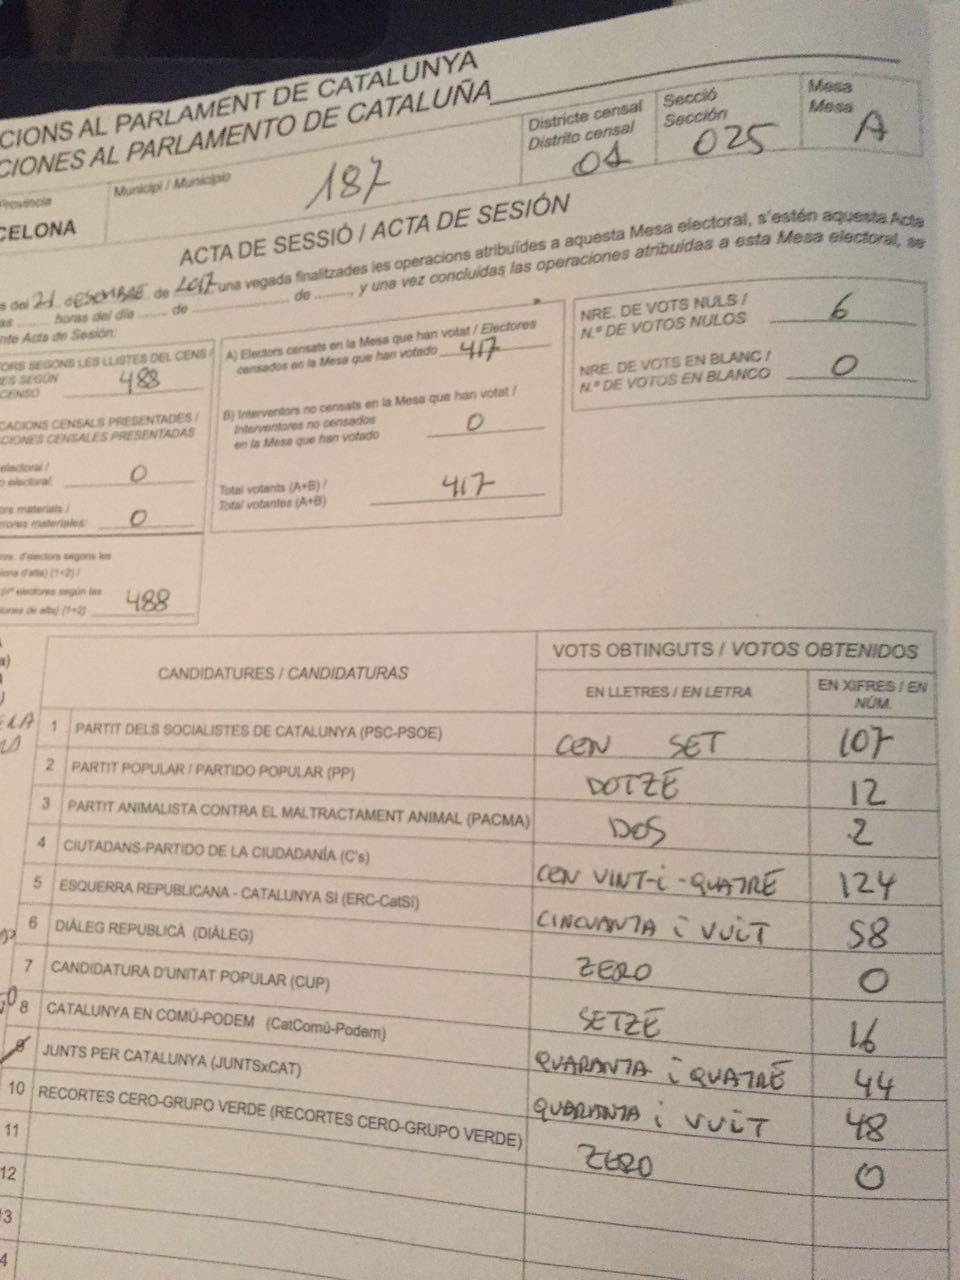 CIONS AL PARLAMENT DE CATALUNYA
CIONES AL PARLAMENTO DE CATALUÑA
Provincia
CELONA
Municipi / Municipio
187
Districte censal
Distrito censal
01
Secció
Sección
025
Mesa
Mesa
A
ACTA DE SESSIÓ / ACTA DE SESIÓN
s del 21 desembre de 2017 una vegada finalitzades les operacions atribuïdes a aquesta Mesa electoral, s'estén aquesta Acta
as ...... horas del día ...... de ............ de ......, y una vez concluidas las operaciones atribuidas a esta Mesa electoral, se
nte Acta de Sesión:
ORS SEGONS LES LLISTES DEL CENS /
ES SEGÚN
CENSO 488
CACIONS CENSALS PRESENTADES /
CIONES CENSALES PRESENTADAS
electoral /
o electoral: 0
ors materials /
rrores materiales: 0
nre. d'electors segons les
ions d'alta) (1+2) /
(nº electores según las
iones de alta) (1+2) 488
A) Electors censats en la Mesa que han votat / Electores
censados en la Mesa que han votado 417
B) Interventors no censats en la Mesa que han votat /
Interventores no censados
en la Mesa que han votado 0
Total votants (A+B) /
Total votantes (A+B) 417
NRE. DE VOTS NULS /
N.º DE VOTOS NULOS 6
NRE. DE VOTS EN BLANC /
N.º DE VOTOS EN BLANCO 0
CANDIDATURES / CANDIDATURAS
VOTS OBTINGUTS / VOTOS OBTENIDOS
EN LLETRES / EN LETRA
EN XIFRES / EN
NÚM.
1 PARTIT DELS SOCIALISTES DE CATALUNYA (PSC-PSOE) CEN SET 107
2 PARTIT POPULAR / PARTIDO POPULAR (PP) DOTZE 12
3 PARTIT ANIMALISTA CONTRA EL MALTRACTAMENT ANIMAL (PACMA) DOS 2
4 CIUTADANS-PARTIDO DE LA CIUDADANÍA (C's) CEN VINT-i-QUATRE 124
5 ESQUERRA REPUBLICANA - CATALUNYA SI (ERC-CatSí) CINCUANTA i VUIT 58
6 DIÀLEG REPUBLICÀ (DIÀLEG) ZERO 0
7 CANDIDATURA D'UNITAT POPULAR (CUP) SETZE 16
8 CATALUNYA EN COMÚ-PODEM (CatComú-Podem) QUARANTA i QUATRE 44
9 JUNTS PER CATALUNYA (JUNTSxCAT) QUARANTA i VUIT 48
10 RECORTES CERO-GRUPO VERDE (RECORTES CERO-GRUPO VERDE) ZERO 0
11
12
13
4